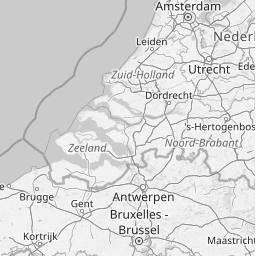 Amsterdam
Leiden
Nederl
Utrecht
Ede
Zuid-Holland
Dordrecht
's-Hertogenbos
Noord-Brabant
Zeeland
Brugge
Antwerpen
Gent
Bruxelles -
Brussel
Kortrijk
Maastricht